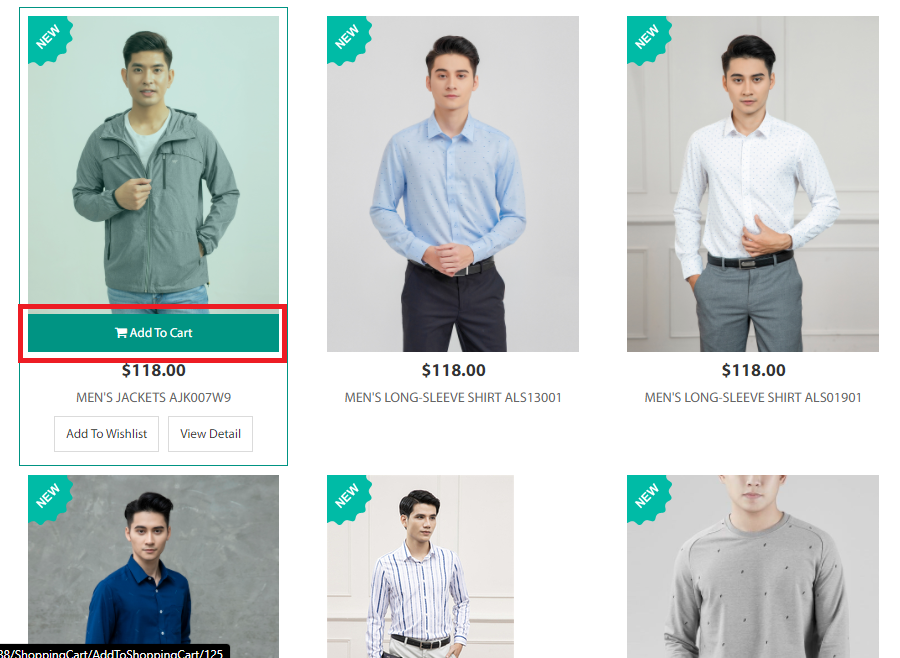 NEW
NEW
NEW
Add To Cart
$118.00
$118.00
$118.00
MEN'S JACKETS AJK007W9
MEN'S LONG-SLEEVE SHIRT ALS13001
MEN'S LONG-SLEEVE SHIRT ALS01901
Add To Wishlist
View Detail
NEW
NEW
NEW
38/ShoppingCart/AddToShoppingCart/125